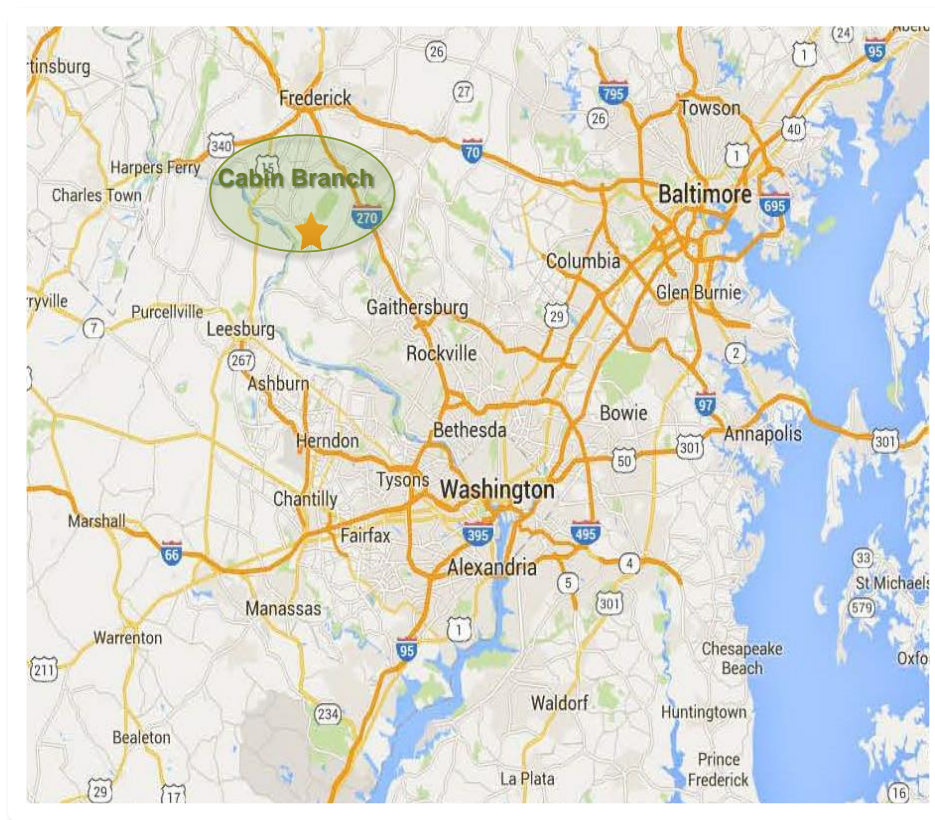 Aber
24
1
95
26
rtinsburg
27
795
Frederick
Towson
26
40
340
70
1
15
Harpers Ferry
Cabin Branch
Charles Town
Baltimore
270
695
Columbia
Glen Burnie
rryville
Purcellville
Gaithersburg
29
7
Leesburg
Rockville
2
267
Ashburn
97
Bowie
Bethesda
Annapolis
Herndon
301
301
50
Tysons
Washington
Chantilly
Marshall
Fairfax
395
495
66
33
Alexandria
4
5
St Michaels
301
579
Manassas
1
Warrenton
95
Chesapeake
Beach
Oxfo
211
Waldorf
234
Huntingtown
Bealeton
Prince
Frederick
La Plata
29
17
16